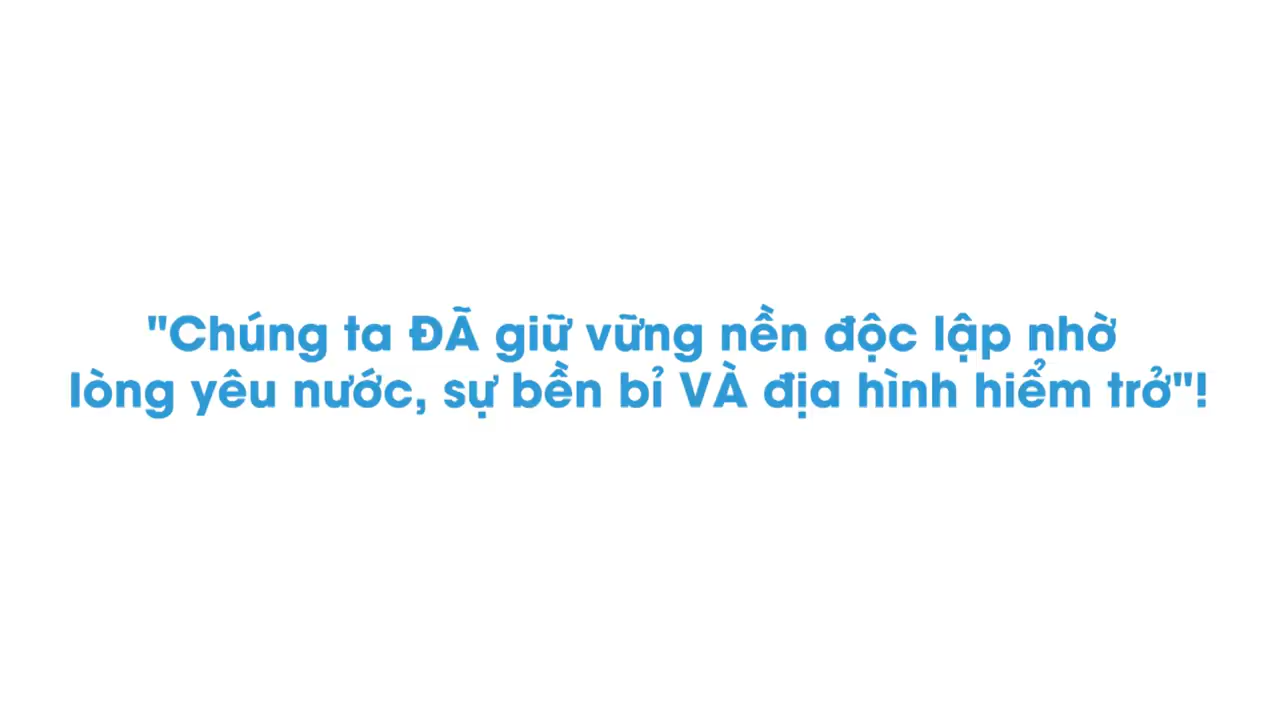 "Chúng ta ĐÃ giữ vững nền độc lập nhờ
lòng yêu nước, sự bền bỉ VÀ địa hình hiểm trở"!